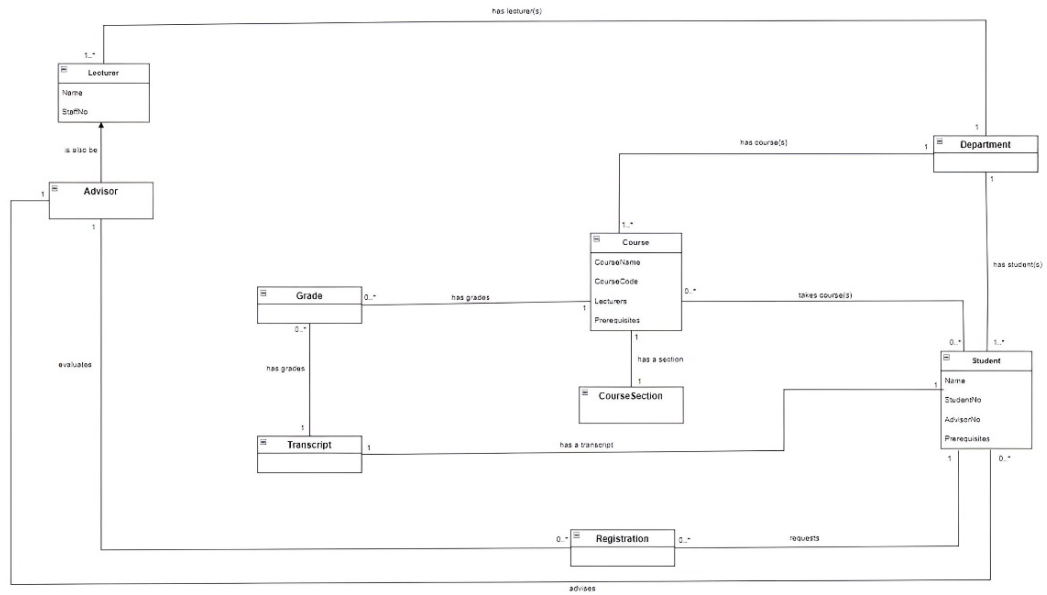 has lecturer(s)
1..*
Lecturer
Name
StaffNo
1
Department
is also be
has course(s)
1
1
Advisor
1
1
1..*
Course
CourseName
CourseCode
Lecturers
Prerequisites
has student(s)
Grade
0..*
has grades
1
0..*
takes course(s)
0..*
1..*
0..*
1
has a section
evaluates
has grades
1
CourseSection
Student
Name
StudentNo
AdvisorNo
Prerequisites
1
1
Transcript
1
has a transcript
1
0..*
0..*
Registration
0..*
requests
advises